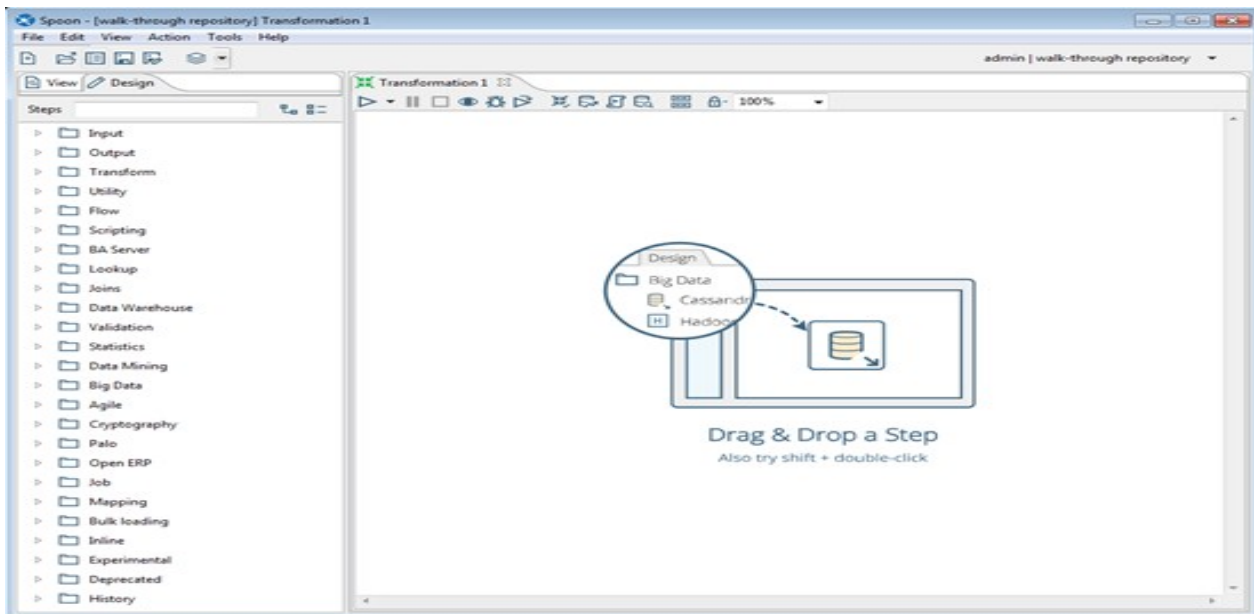 Spoon - [walk-through repository] Transformation 1
File Edit View Action Tools Help
admin | walk-through repository
View Design
Transformation 1
Steps
100%
Input
Output
Transform
Utility
Flow
Scripting
BA Server
Lookup
Joins
Data Warehouse
Validation
Statistics
Data Mining
Big Data
Agile
Cryptography
Palo
Open ERP
Job
Mapping
Bulk loading
Inline
Experimental
Deprecated
History
Design
Big Data
Cassandr
H Hadoo
Drag & Drop a Step
Also try shift + double-click